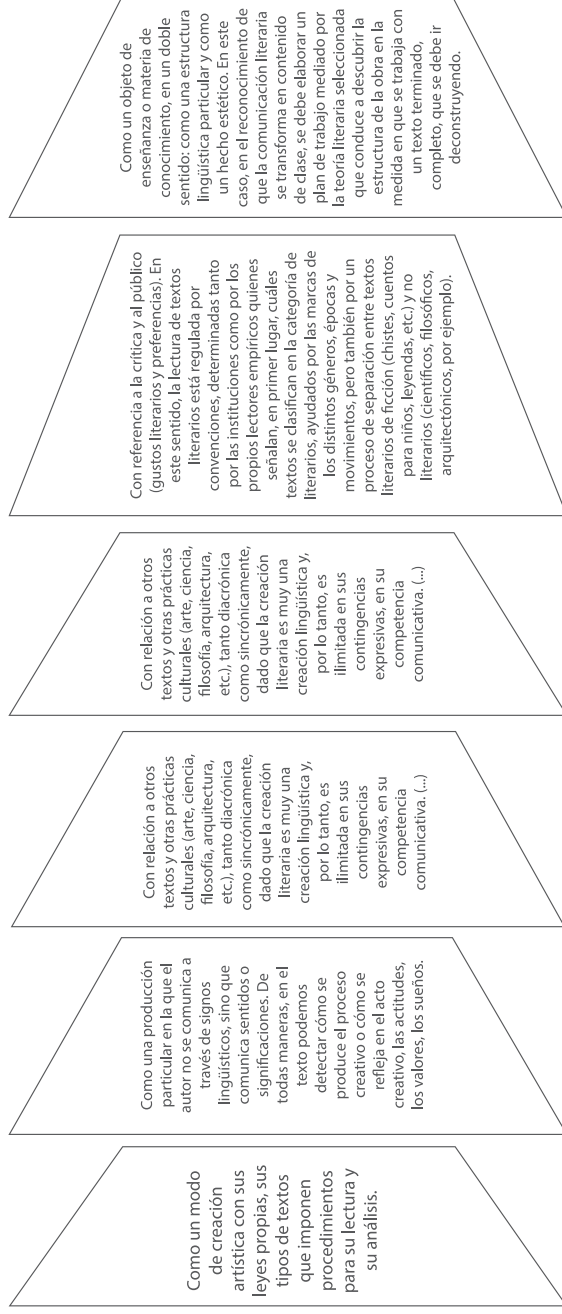 Como un modo
de creación
artística con sus
leyes propias, sus
tipos de textos
que imponen
procedimientos
para su lectura y
su análisis.
Como una producción
particular en la que el
autor no se comunica a
través de signos
lingüísticos, sino que
comunica sentidos o
significaciones. De
todas maneras, en el
texto podemos
detectar cómo se
produce el proceso
creativo o cómo se
refleja en el acto
creativo, las actitudes,
los valores, los sueños.
Con relación a otros
textos y otras prácticas
culturales (arte, ciencia,
filosofía, arquitectura,
etc.), tanto diacrónica
como sincrónicamente,
dado que la creación
literaria es muy una
creación lingüística y,
por lo tanto, es
ilimitada en sus
contingencias
expresivas, en su
competencia
comunicativa. (...)
Con relación a otros
textos y otras prácticas
culturales (arte, ciencia,
filosofía, arquitectura,
etc.), tanto diacrónica
como sincrónicamente,
dado que la creación
literaria es muy una
creación lingüística y,
por lo tanto, es
ilimitada en sus
contingencias
expresivas, en su
competencia
comunicativa. (...)
Con referencia a la crítica y al público
(gustos literarios y preferencias). En
este sentido, la lectura de textos
literarios está regulada por
convenciones, determinadas tanto
por las instituciones como por los
propios lectores empíricos quienes
señalan, en primer lugar, cuáles
textos se clasifican en la categoría de
literarios, ayudados por las marcas de
los distintos géneros, épocas y
movimientos, pero también por un
proceso de separación entre textos
literarios de ficción (chistes, cuentos
para niños, leyendas, etc.) y no
literarios (científicos, filosóficos,
arquitectónicos, por ejemplo).
Como un objeto de
enseñanza o materia de
conocimiento, en un doble
sentido: como una estructura
lingüística particular y como
un hecho estético. En este
caso, en el reconocimiento de
que la comunicación literaria
se transforma en contenido
de clase, se debe elaborar un
plan de trabajo mediado por
la teoría literaria seleccionada
que conduce a descubrir la
estructura de la obra en la
medida en que se trabaja con
un texto terminado,
completo, que se debe ir
deconstruyendo.